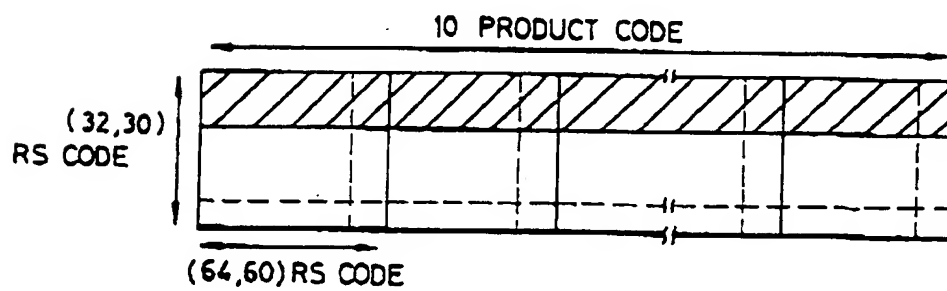 10 PRODUCT CODE
(32,30)
RS CODE
(64,60) RS CODE